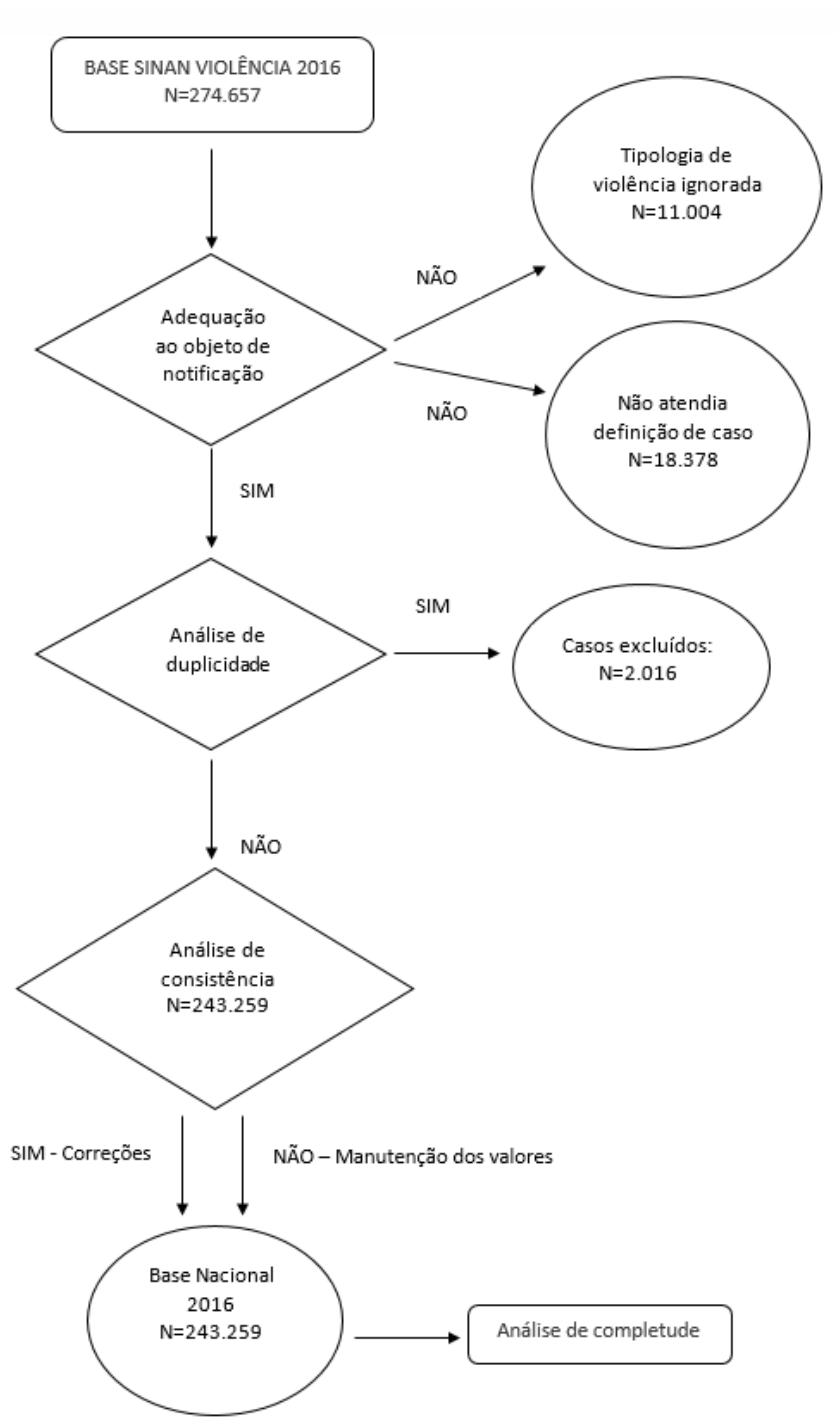 BASE SINAN VIOLÊNCIA 2016
N=274.657
Tipologia de
violência ignorada
N=11.004
NÃO
Adequação
ao objeto de
notificação
NÃO
Não atendia
definição de caso
N=18.378
SIM
Análise de
duplicidade
SIM
Casos excluídos:
N=2.016
NÃO
Análise de
consistência
N=243.259
SIM - Correções
NÃO – Manutenção dos valores
Base Nacional
2016
N=243.259
Análise de completude